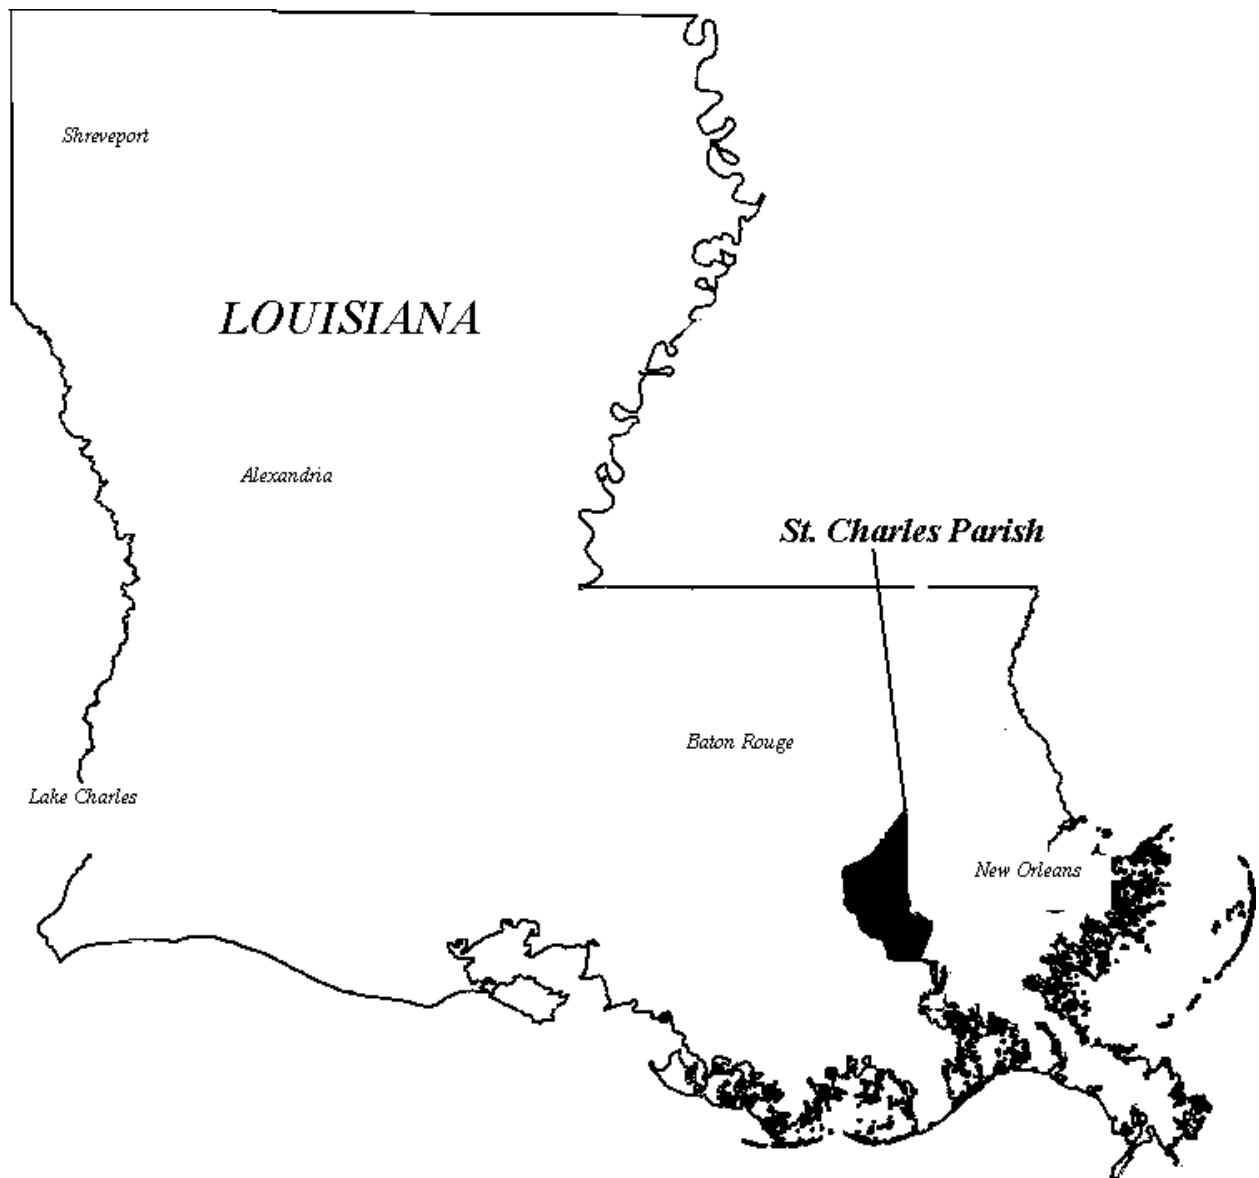 Shreveport
LOUISIANA
Alexandria
St. Charles Parish
Baton Rouge
Lake Charles
New Orleans